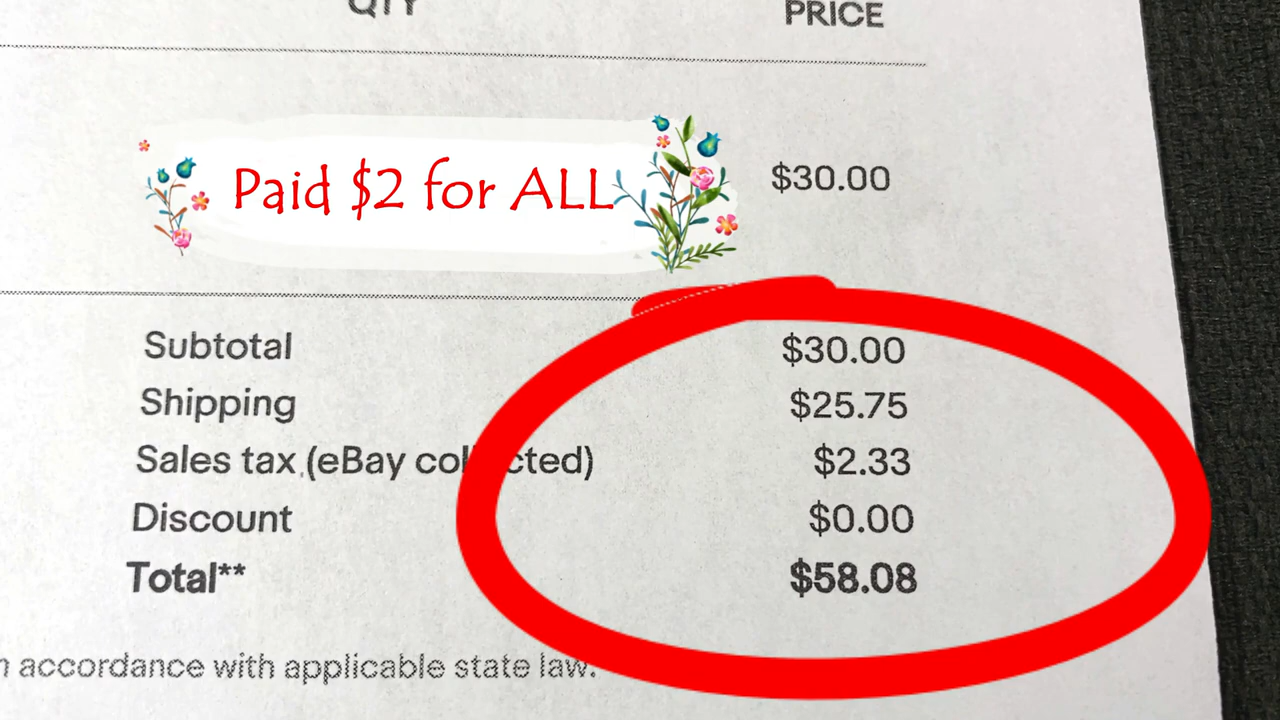 QTY PRICE
Paid $2 for ALL $30.00
Subtotal $30.00
Shipping $25.75
Sales tax (eBay collected) $2.33
Discount $0.00
Total** $58.08
accordance with applicable state law.